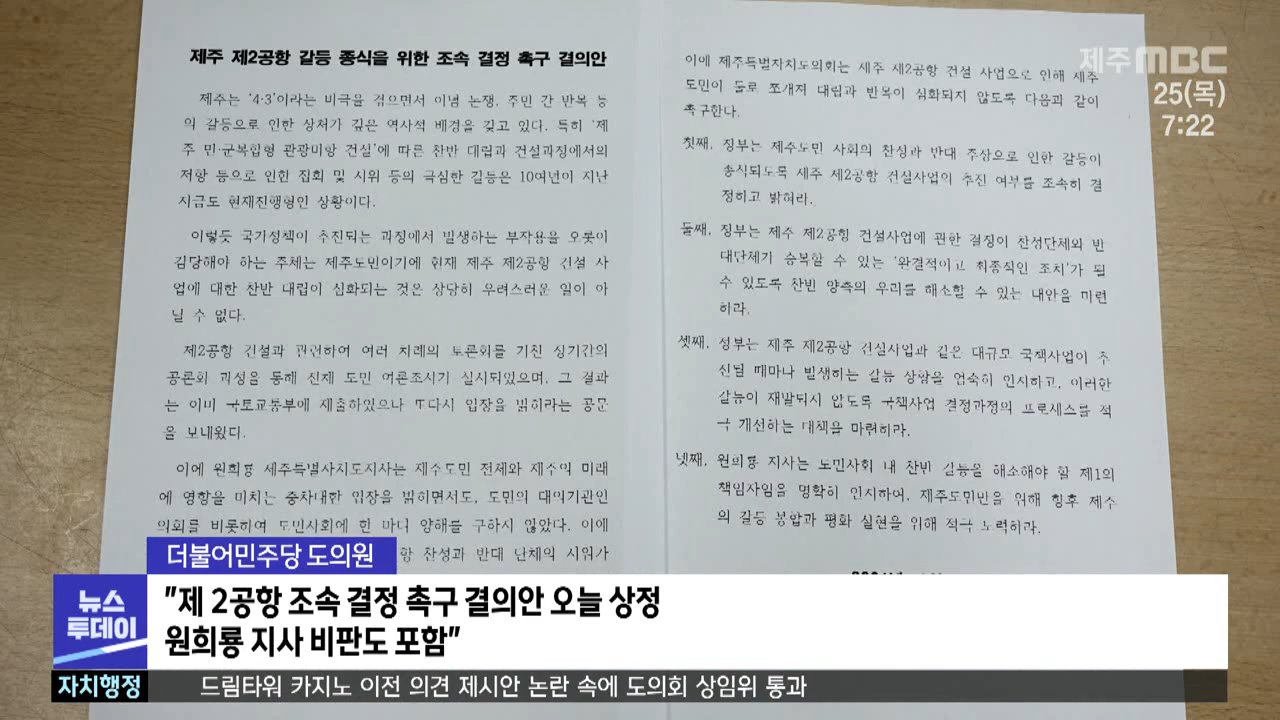 제주 제2공항 갈등 종식을 위한 조속 결정 촉구 결의안
제주는 '4·3'이라는 비극을 겪으면서 이념 논쟁, 주민 간 반목 등
의 갈등으로 인한 상처가 깊은 역사적 배경을 갖고 있다. 특히 '제
주 민·군복합형 관광미항 건설'에 따른 찬반 대립과 건설과정에서의
저항 등으로 인한 집회 및 시위 등의 극심한 갈등은 10여년이 지난
지금도 현재진행형인 상황이다.
이렇듯 국가정책이 추진되는 과정에서 발생하는 부작용을 오롯이
감당해야 하는 주체는 제주도민이기에 현재 제주 제2공항 건설 사
업에 대한 찬반 대립이 심화되는 것은 상당히 우려스러운 일이 아
닐 수 없다.
제2공항 건설과 관련하여 여러 차례의 토론회를 거친 장기간의
공론화 과정을 통해 전체 도민 여론조사가 실시되었으며, 그 결과
는 이미 국토교통부에 제출하였으나 또다시 입장을 밝히라는 공문
을 보내왔다.
이에 원희룡 제주특별자치도지사는 제주도민 전체와 제주의 미래
에 영향을 미치는 중차대한 입장을 밝히면서도, 도민의 대의기관인
의회를 비롯하여 도민사회에 한 마디 양해를 구하지 않았다. 이에
항 찬성과 반대 단체의 시위가
이에 제주특별자치도의회는 제주 제2공항 건설 사업으로 인해 제주
도민이 둘로 쪼개져 대립과 반목이 심화되지 않도록 다음과 같이
촉구한다.
첫째, 정부는 제주도민 사회의 찬성과 반대 주장으로 인한 갈등이
종식되도록 제주 제2공항 건설사업의 추진 여부를 조속히 결
정하고 밝혀라.
둘째, 정부는 제주 제2공항 건설사업에 관한 결정이 찬성단체와 반
대단체가 승복할 수 있는 '완결적이고 최종적인 조치'가 될
수 있도록 찬반 양측의 우려를 해소할 수 있는 대안을 마련
하라.
셋째, 정부는 제주 제2공항 건설사업과 같은 대규모 국책사업이 추
진될 때마다 발생하는 갈등 상황을 엄숙히 인지하고, 이러한
갈등이 재발되지 않도록 국책사업 결정과정의 프로세스를 적
극 개선하는 대책을 마련하라.
넷째, 원희룡 지사는 도민사회 내 찬반 갈등을 해소해야 할 제1의
책임자임을 명확히 인지하여, 제주도민만을 위해 향후 제주
의 갈등 봉합과 평화 실현을 위해 적극 노력하라.
제주MBC
25(목)
7:22
더불어민주당 도의원
뉴스
투데이
"제 2공항 조속 결정 촉구 결의안 오늘 상정
원희룡 지사 비판도 포함"
자치행정
드림타워 카지노 이전 의견 제시안 논란 속에 도의회 상임위 통과